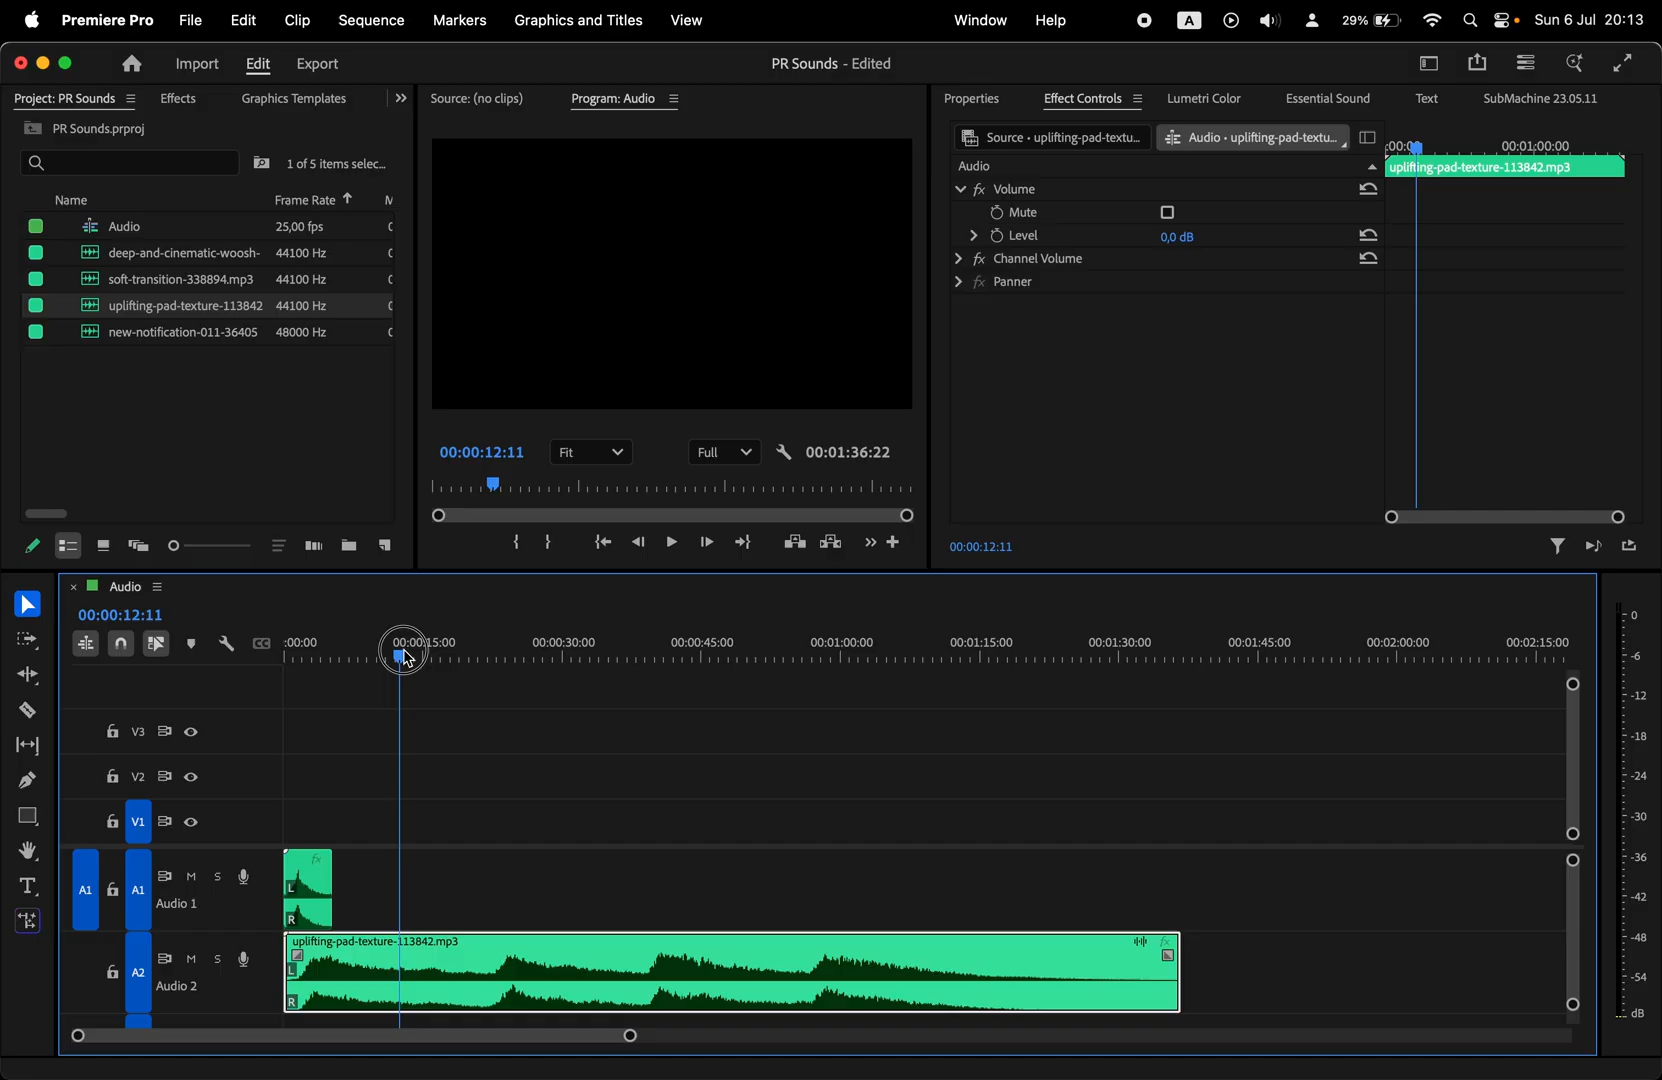 Premiere Pro File Edit Clip Sequence Markers Graphics and Titles View Window Help A 29% Sun 6 Jul 20:13
Import Edit Export PR Sounds - Edited
Project: PR Sounds Effects Graphics Templates
PR Sounds.prproj
1 of 5 items selec...
Name Frame Rate
Audio 25,00 fps
deep-and-cinematic-woosh- 44100 Hz
soft-transition-338894.mp3 44100 Hz
uplifting-pad-texture-113842 44100 Hz
new-notification-011-36405 48000 Hz
Source: (no clips) Program: Audio
00:00:12:11 Fit Full 00:01:36:22
Properties Effect Controls Lumetri Color Essential Sound Text SubMachine 23.05.11
Source • uplifting-pad-textu... Audio • uplifting-pad-textu...
00:01:00:00
Audio
uplifting-pad-texture-113842.mp3
fx Volume
Mute
Level 0,0 dB
fx Channel Volume
fx Panner
00:00:12:11
Audio
00:00:12:11
:00:00 00:00:15:00 00:00:30:00 00:00:45:00 00:01:00:00 00:01:15:00 00:01:30:00 00:01:45:00 00:02:00:00 00:02:15:00
V3
V2
V1
A1 A1 M S
Audio 1
fx
L
R
A2 M S
Audio 2
uplifting-pad-texture-113842.mp3 fx
L
R
0
-6
-12
-18
-24
-30
-36
-42
-48
-54
dB